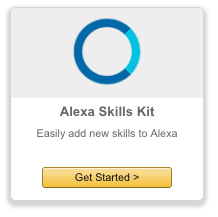 Alexa Skills Kit
Easily add new skills to Alexa
Get Started >